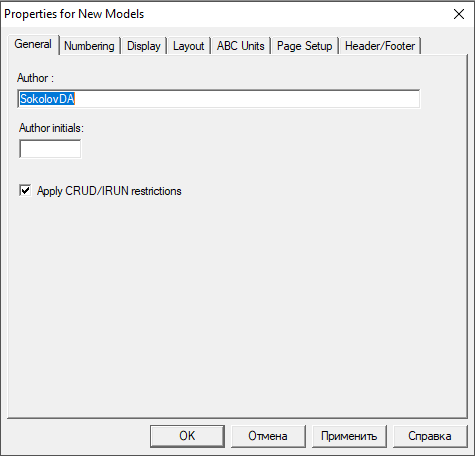 Properties for New Models
General Numbering Display Layout ABC Units Page Setup Header/Footer
Author :
SokolovDA
Author initials:
Apply CRUD/IRUN restrictions
OK Отмена Применить Справка